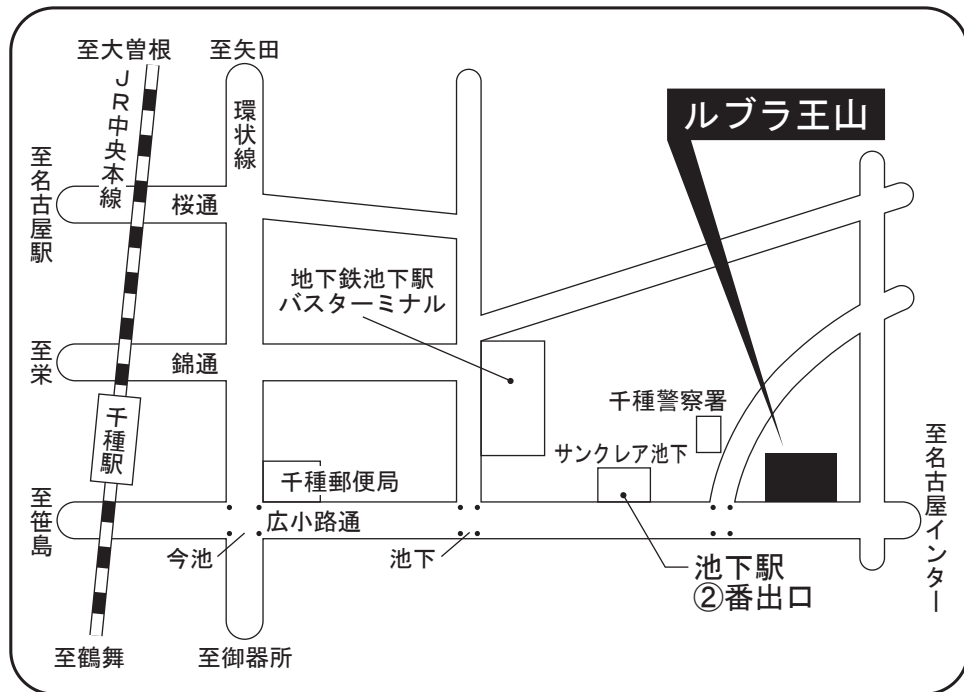 至大曽根
至矢田
JR中央本線
環状線
ルブラ王山
至名古屋駅
桜通
地下鉄池下駅
バスターミナル
至栄
錦通
千種警察署
千種駅
サンクレア池下
千種郵便局
至笹島
広小路通
至名古屋インター
今池
池下
池下駅
②番出口
至鶴舞
至御器所